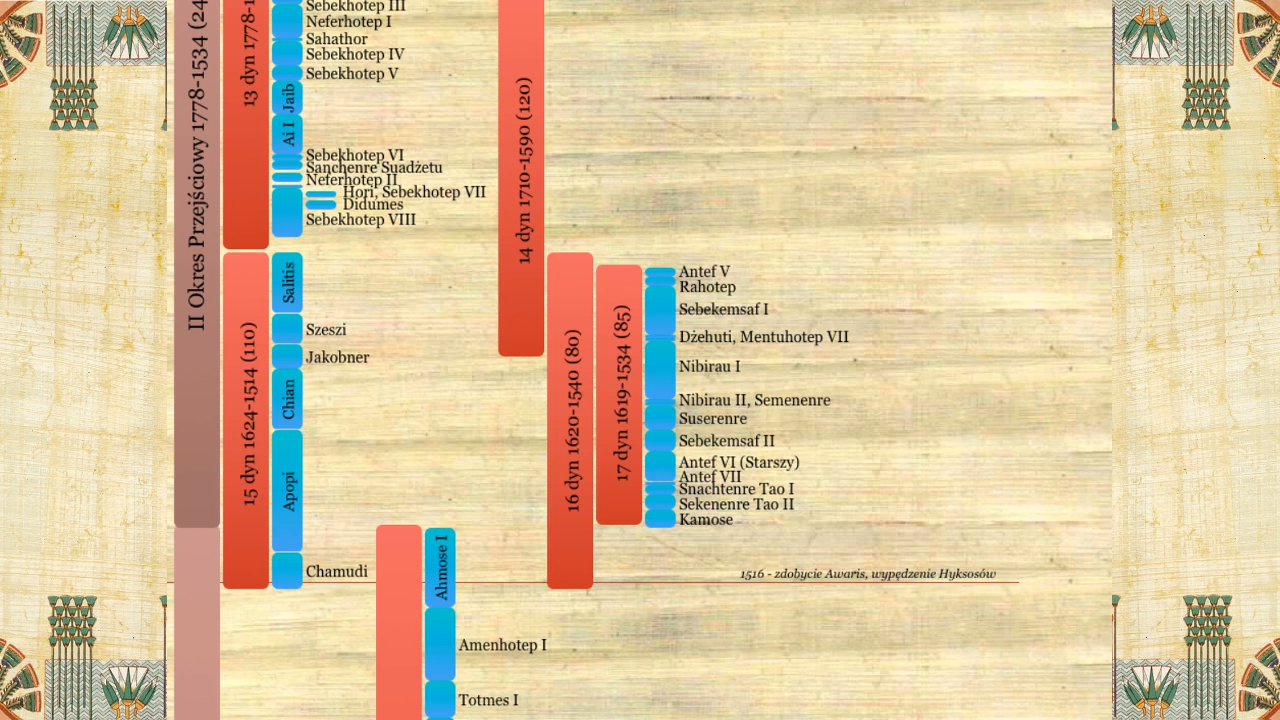 II Okres Przejściowy 1778-1534 (24
13 dyn 1778-1
Sebekhotep III
Neferhotep I
Sahathor
Sebekhotep IV
Sebekhotep V
Jaib
Ai I
Sebekhotep VI
Sanchenre Suadżetu
Neferhotep II
Hori, Sebekhotep VII
Didumes
Sebekhotep VIII
14 dyn 1710-1590 (120)
15 dyn 1624-1514 (110)
Salitis
Szeszi
Jakobner
Chian
Apopi
Chamudi
16 dyn 1620-1540 (80)
17 dyn 1619-1534 (85)
Antef V
Rahotep
Sebekemsaf I
Dżehuti, Mentuhotep VII
Nibirau I
Nibirau II, Semenenre
Suserenre
Sebekemsaf II
Antef VI (Starszy)
Antef VII
Snachtenre Tao I
Sekenenre Tao II
Kamose
1516 - zdobycie Awaris, wypędzenie Hyksosów
Ahmose I
Amenhotep I
Totmes I